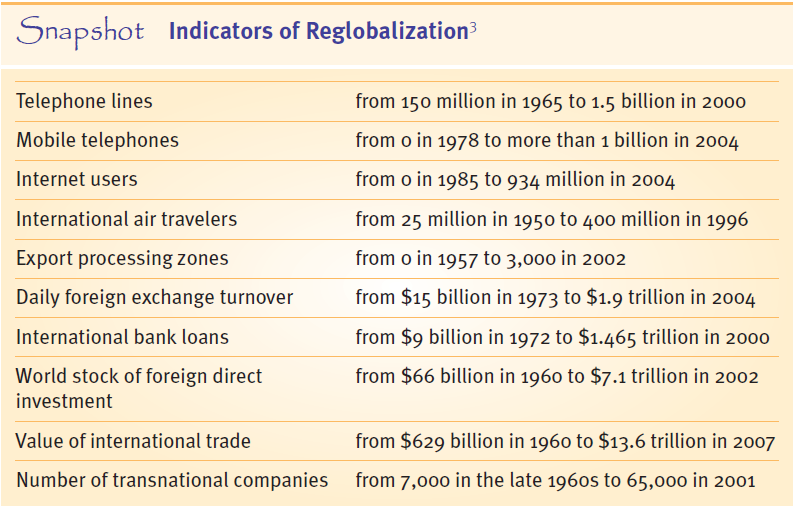 Snapshot Indicators of Reglobalization³
Telephone lines from 150 million in 1965 to 1.5 billion in 2000
Mobile telephones from 0 in 1978 to more than 1 billion in 2004
Internet users from 0 in 1985 to 934 million in 2004
International air travelers from 25 million in 1950 to 400 million in 1996
Export processing zones from 0 in 1957 to 3,000 in 2002
Daily foreign exchange turnover from $15 billion in 1973 to $1.9 trillion in 2004
International bank loans from $9 billion in 1972 to $1.465 trillion in 2000
World stock of foreign direct from $66 billion in 1960 to $7.1 trillion in 2002
investment
Value of international trade from $629 billion in 1960 to $13.6 trillion in 2007
Number of transnational companies from 7,000 in the late 1960s to 65,000 in 2001